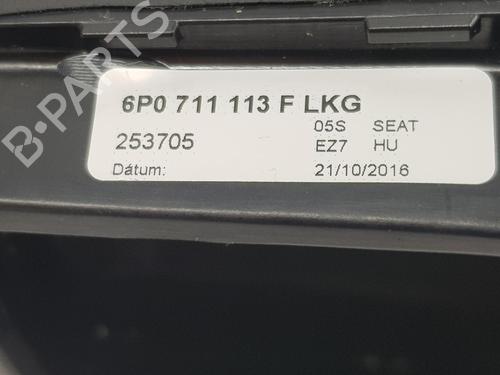 6P0 711 113 F LKG
05S SEAT
253705 EZ7 HU
Dátum: 21/10/2016
B-PARTS